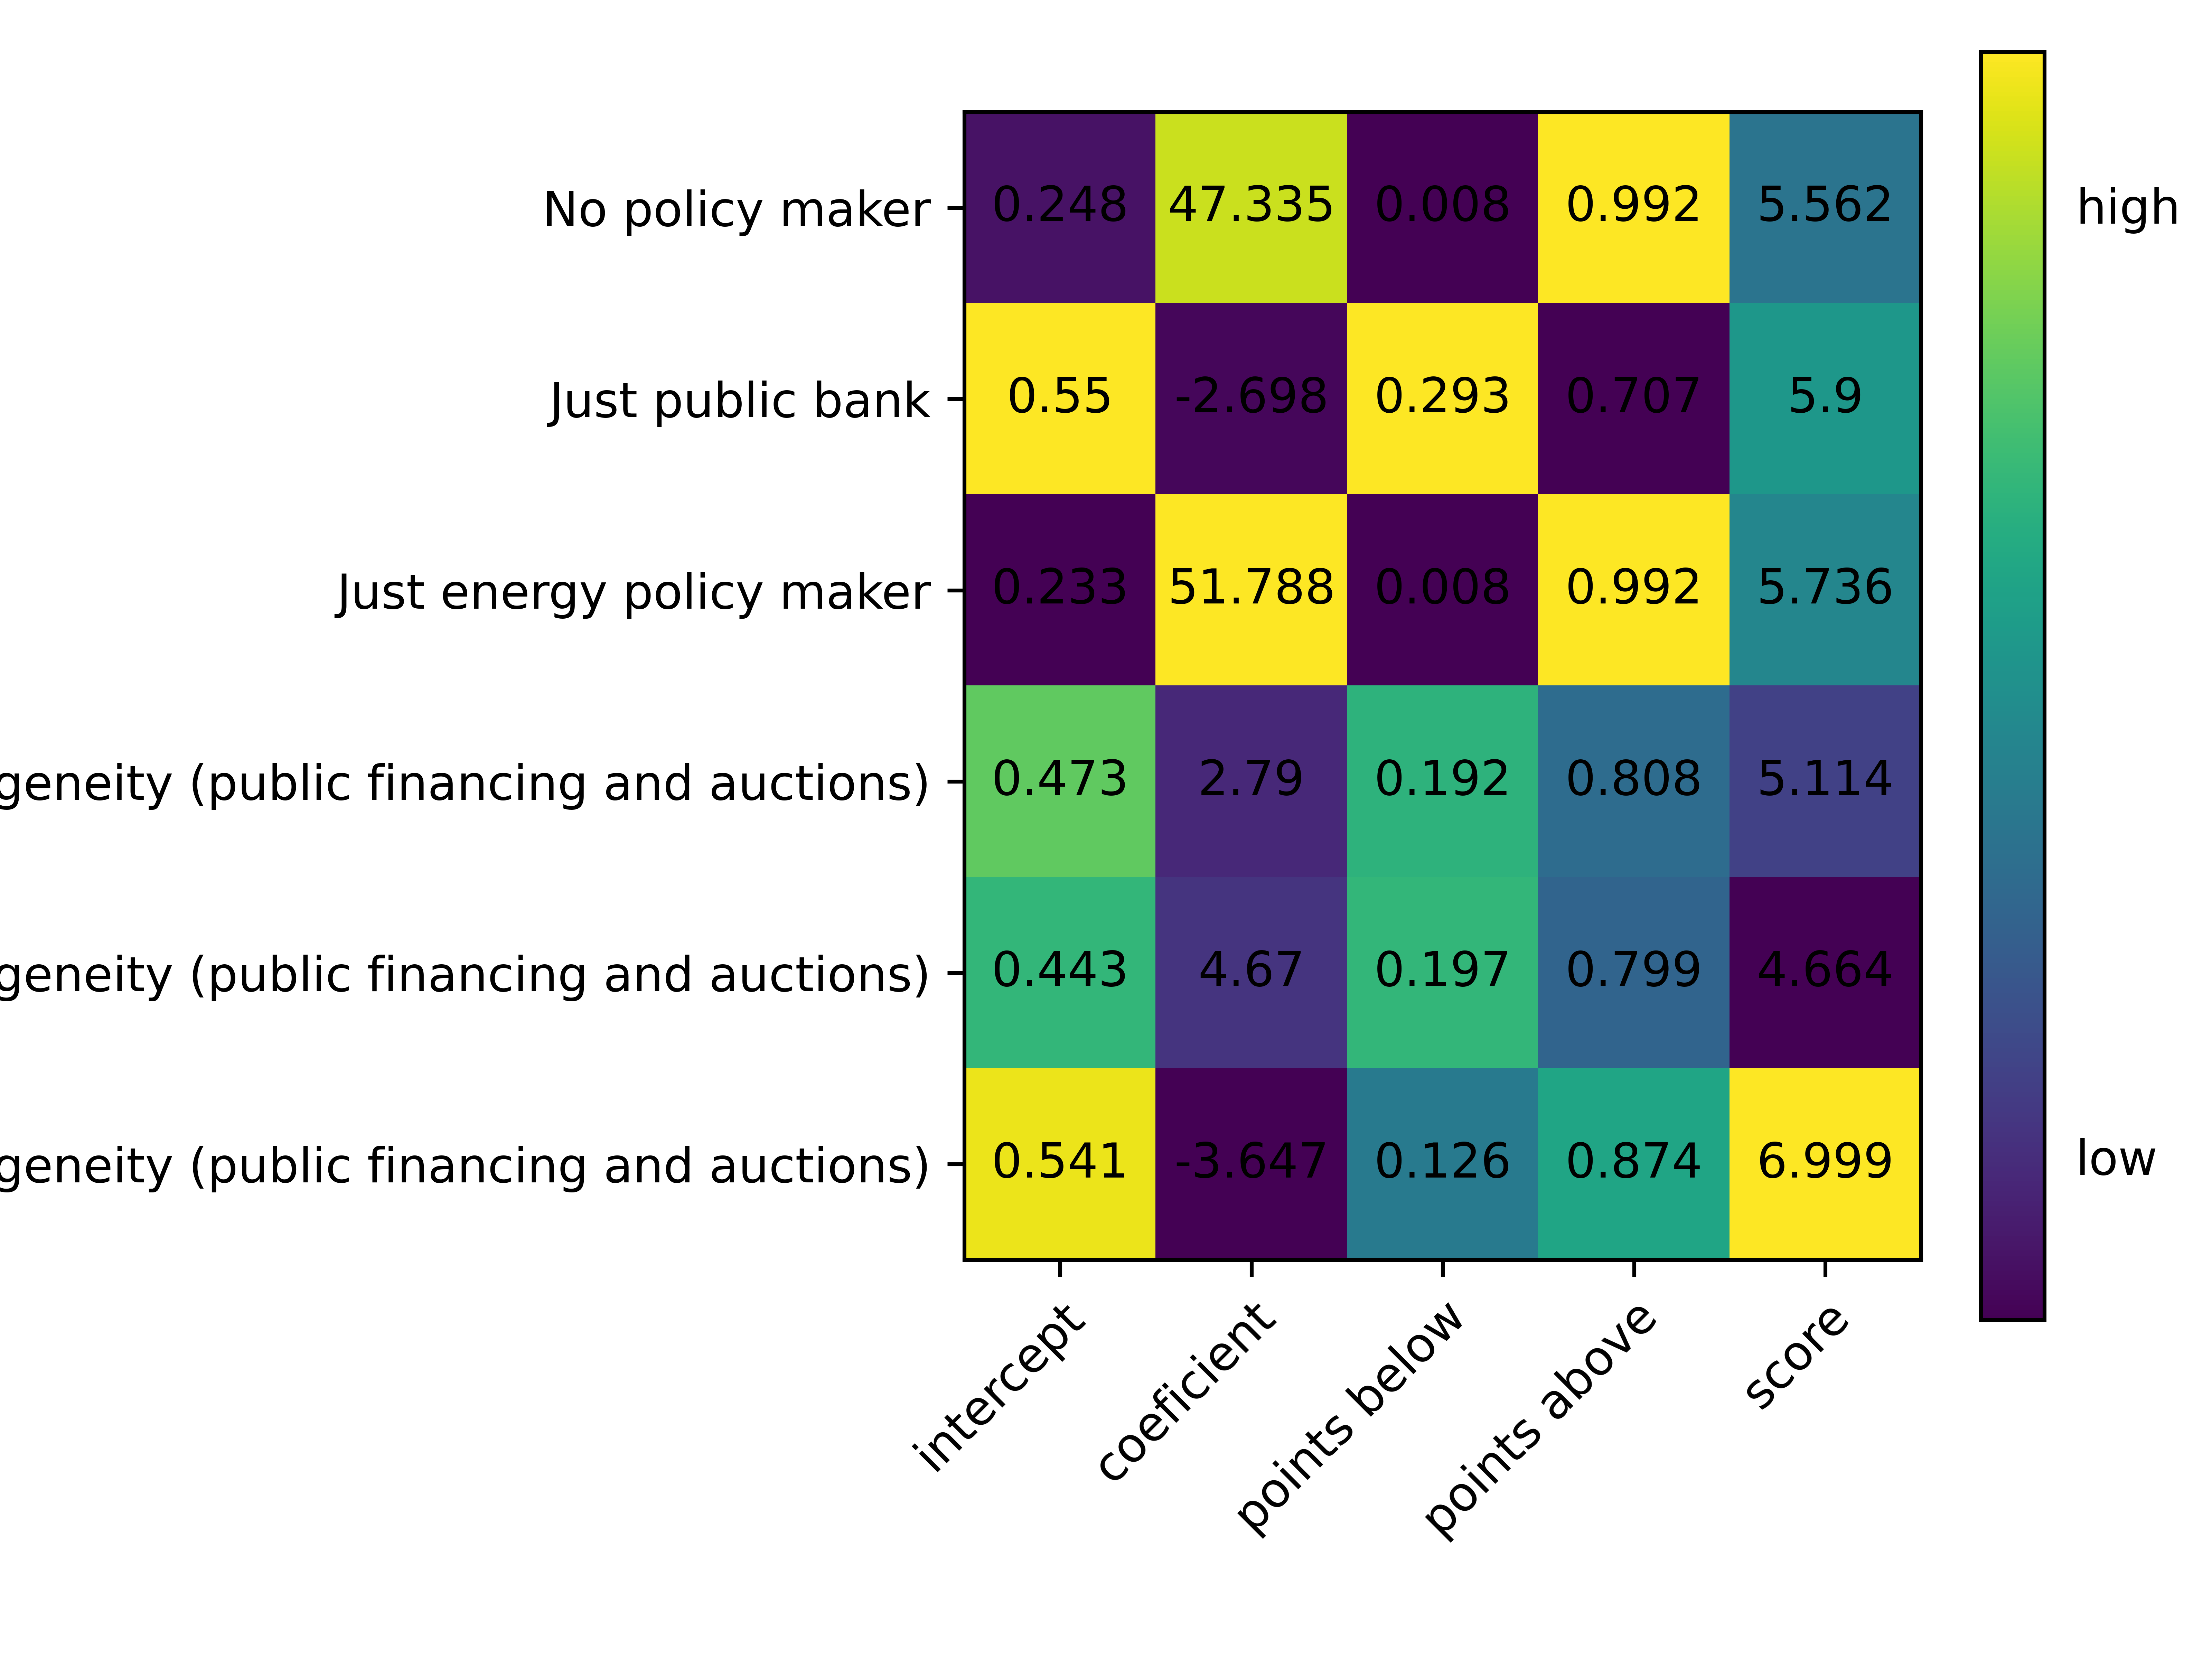 No policy maker 0.248 47.335 0.008 0.992 5.562
high
Just public bank 0.55 -2.698 0.293 0.707 5.9
Just energy policy maker 0.233 51.788 0.008 0.992 5.736
geneity (public financing and auctions) 0.473 2.79 0.192 0.808 5.114
geneity (public financing and auctions) 0.443 4.67 0.197 0.799 4.664
geneity (public financing and auctions) 0.541 -3.647 0.126 0.874 6.999
low
intercept
coeficient
points below
points above
score